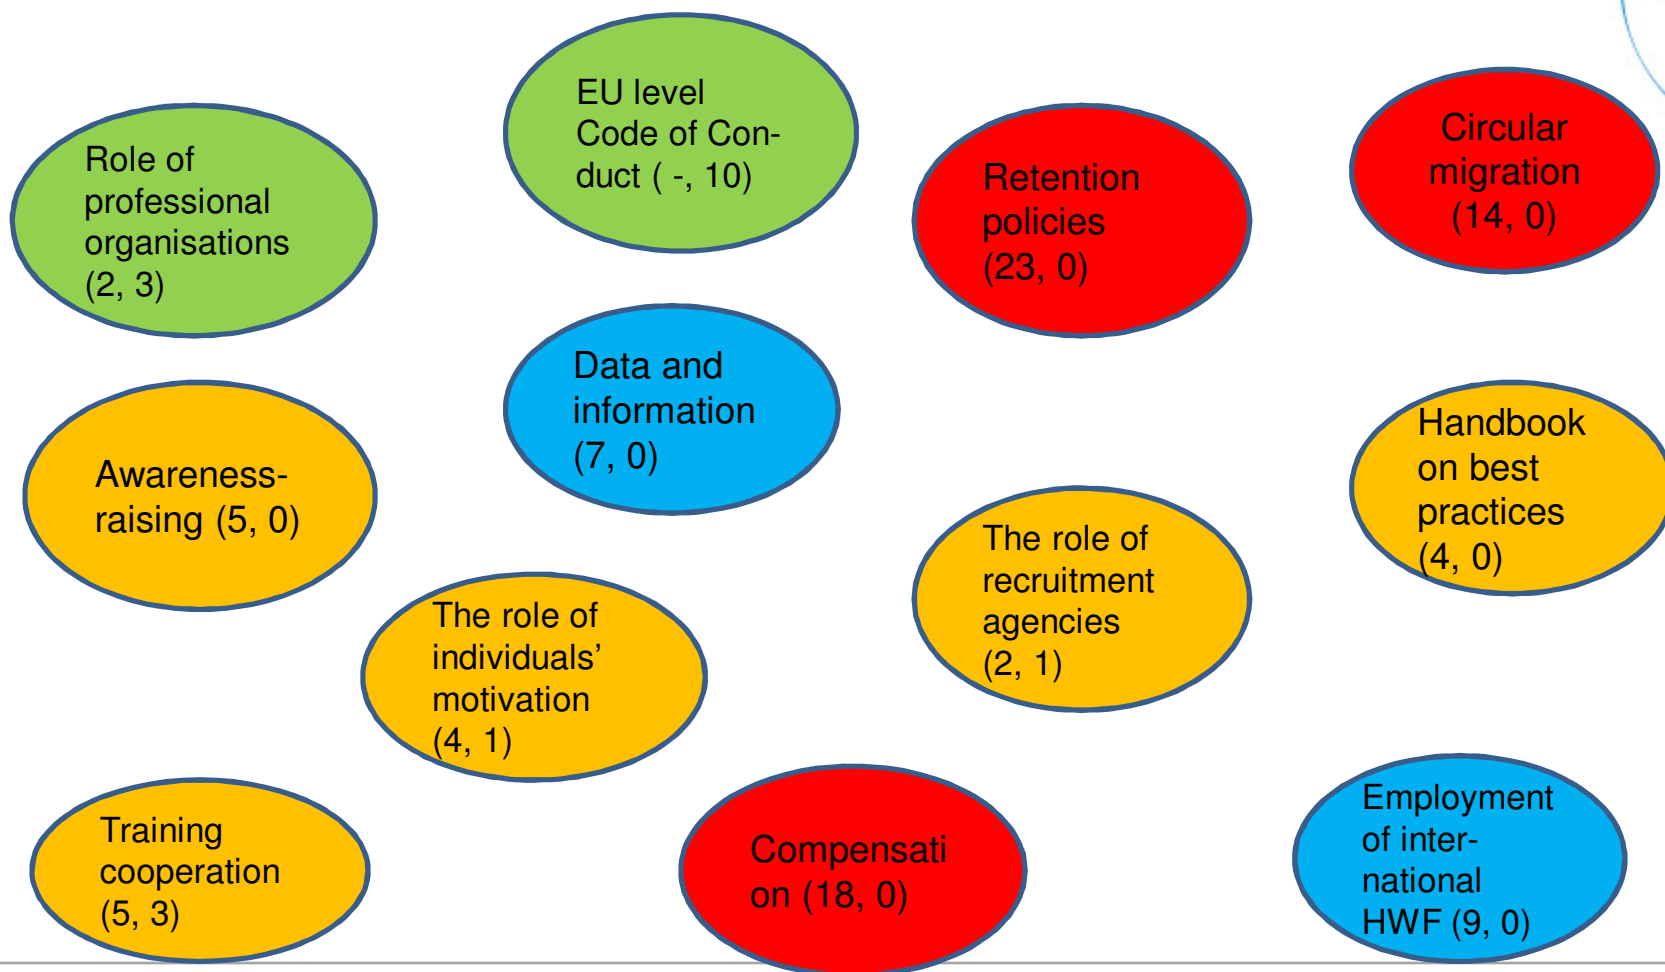 EU level
Code of Con-
duct ( -, 10)
Role of
professional
organisations
(2, 3)
Retention
policies
(23, 0)
Circular
migration
(14, 0)
Data and
information
(7, 0)
Awareness-
raising (5, 0)
Handbook
on best
practices
(4, 0)
The role of
individuals’
motivation
(4, 1)
The role of
recruitment
agencies
(2, 1)
Training
cooperation
(5, 3)
Compensati
on (18, 0)
Employment
of inter-
national
HWF (9, 0)